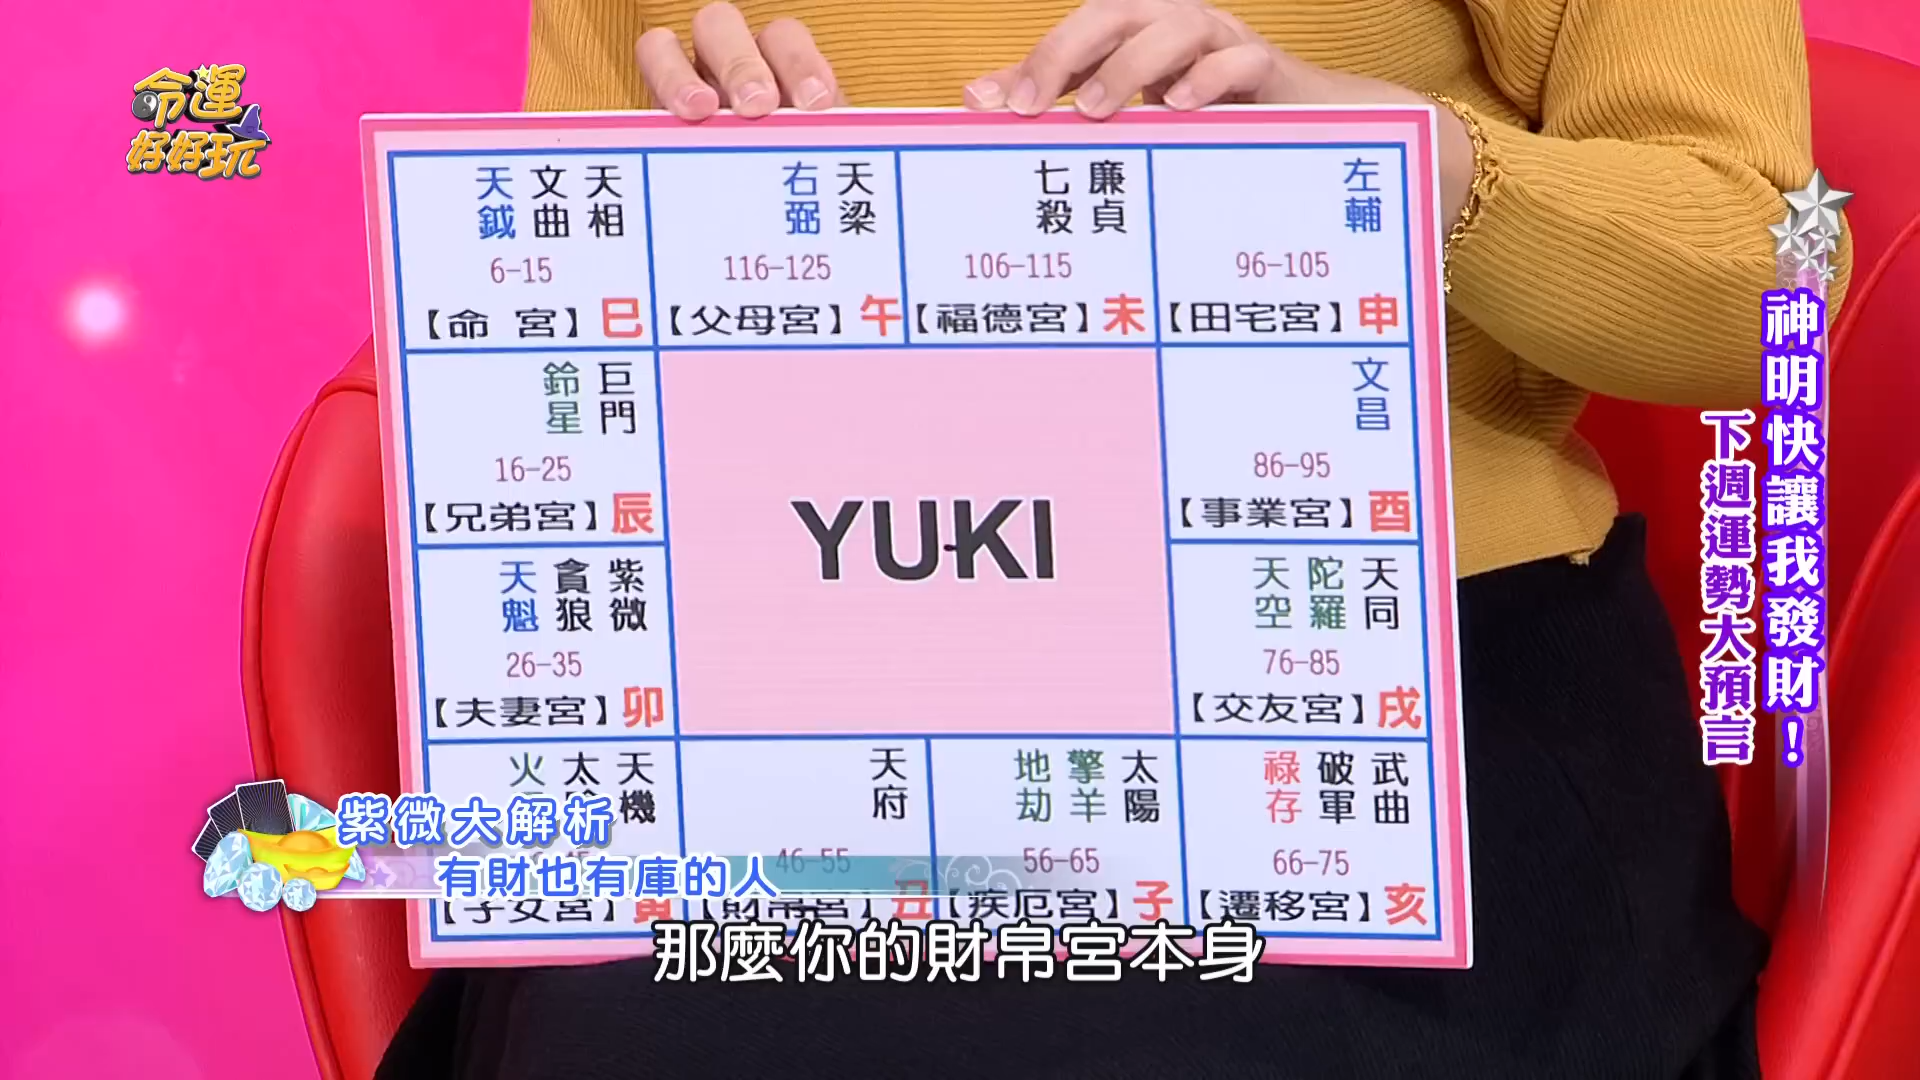 命運
好好玩
天相
文曲
天鉞
6-15
【命 宮】巳
天梁
右弼
116-125
【父母宮】午
廉貞
七殺
106-115
【福德宮】未
左輔
96-105
【田宅宮】申
巨門
鈴星
16-25
【兄弟宮】辰
YUKI
文昌
86-95
【事業宮】酉
紫微
貪狼
天魁
26-35
【夫妻宮】卯
天同
陀羅
天空
76-85
【交友宮】戌
天機
太
火
【子女宮】寅
天府
46-55
【財帛宮】丑
太陽
擎羊
地劫
56-65
【疾厄宮】子
武曲
破軍
祿存
66-75
【遷移宮】亥
神明快讓我發財！
下週運勢大預言
紫微大解析
有財也有庫的人
那麼你的財帛宮本身